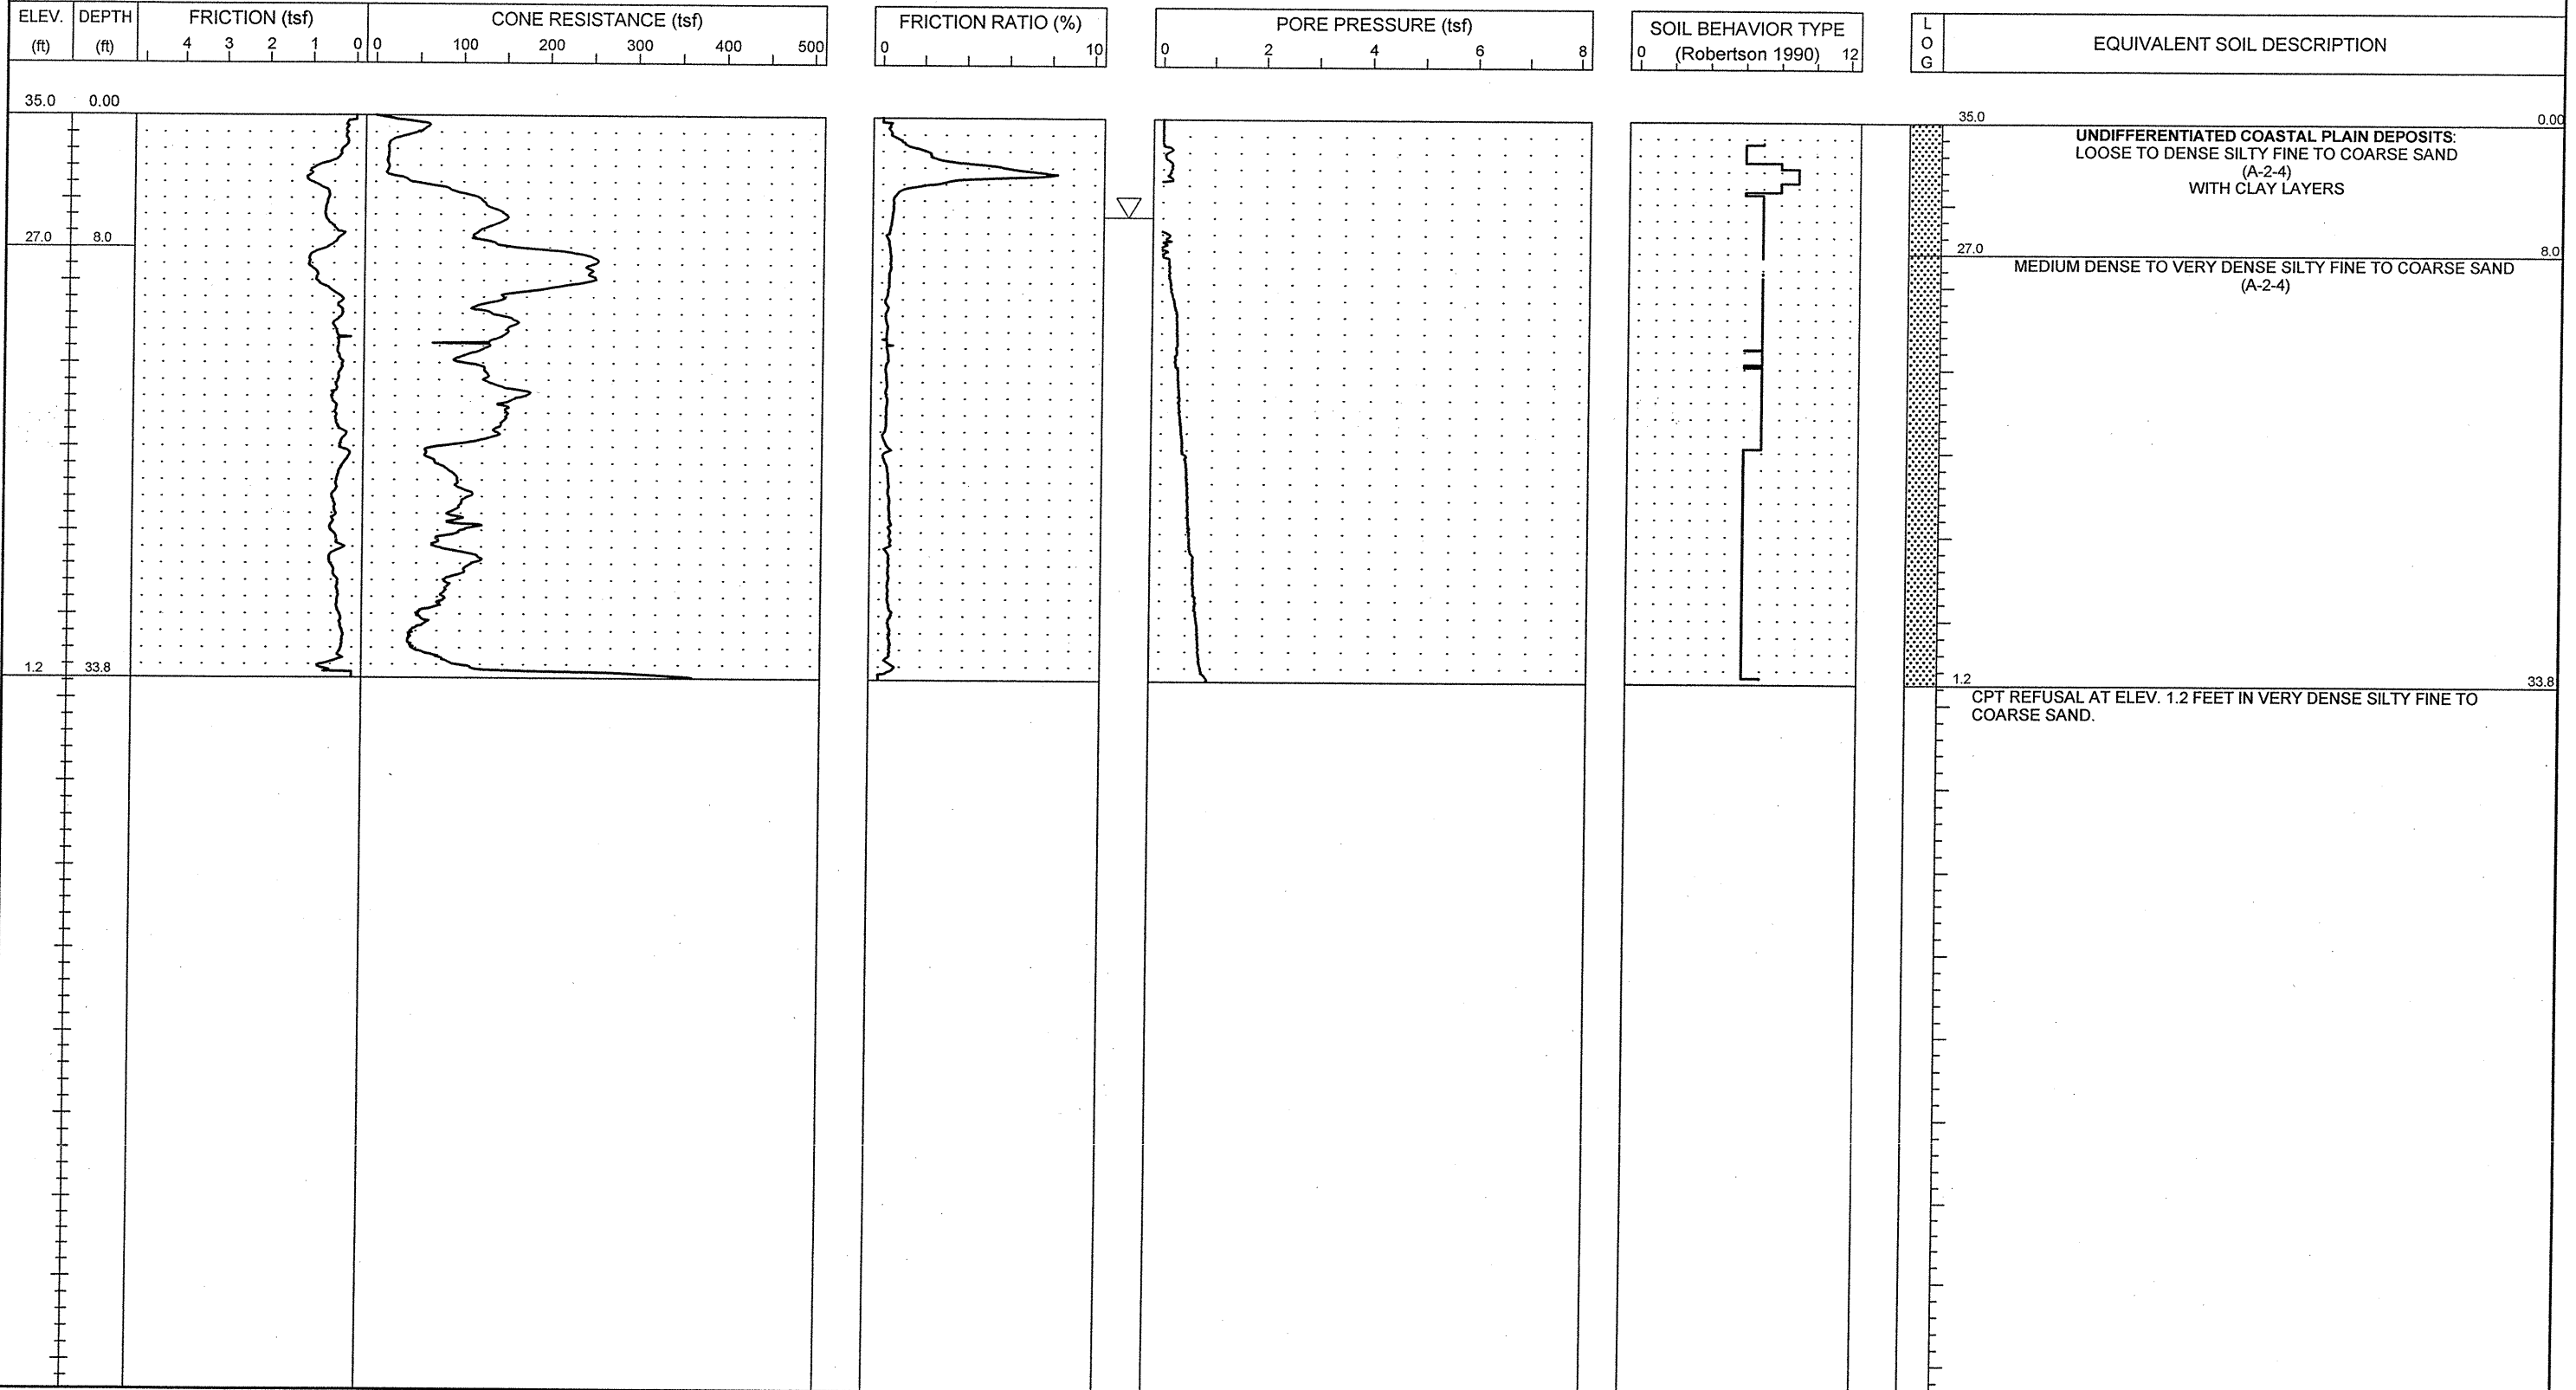 ELEV. DEPTH FRICTION (tsf) CONE RESISTANCE (tsf) FRICTION RATIO (%) PORE PRESSURE (tsf) SOIL BEHAVIOR TYPE L
(ft) (ft) 4 3 2 1 0 0 100 200 300 400 500 0 10 0 2 4 6 8 0 (Robertson 1990) 12 O EQUIVALENT SOIL DESCRIPTION
G
35.0 0.00
35.0 0.00
UNDIFFERENTIATED COASTAL PLAIN DEPOSITS:
LOOSE TO DENSE SILTY FINE TO COARSE SAND
(A-2-4)
WITH CLAY LAYERS
27.0 8.0
27.0 8.0
MEDIUM DENSE TO VERY DENSE SILTY FINE TO COARSE SAND
(A-2-4)
1.2 33.8
1.2 33.8
CPT REFUSAL AT ELEV. 1.2 FEET IN VERY DENSE SILTY FINE TO
COARSE SAND.